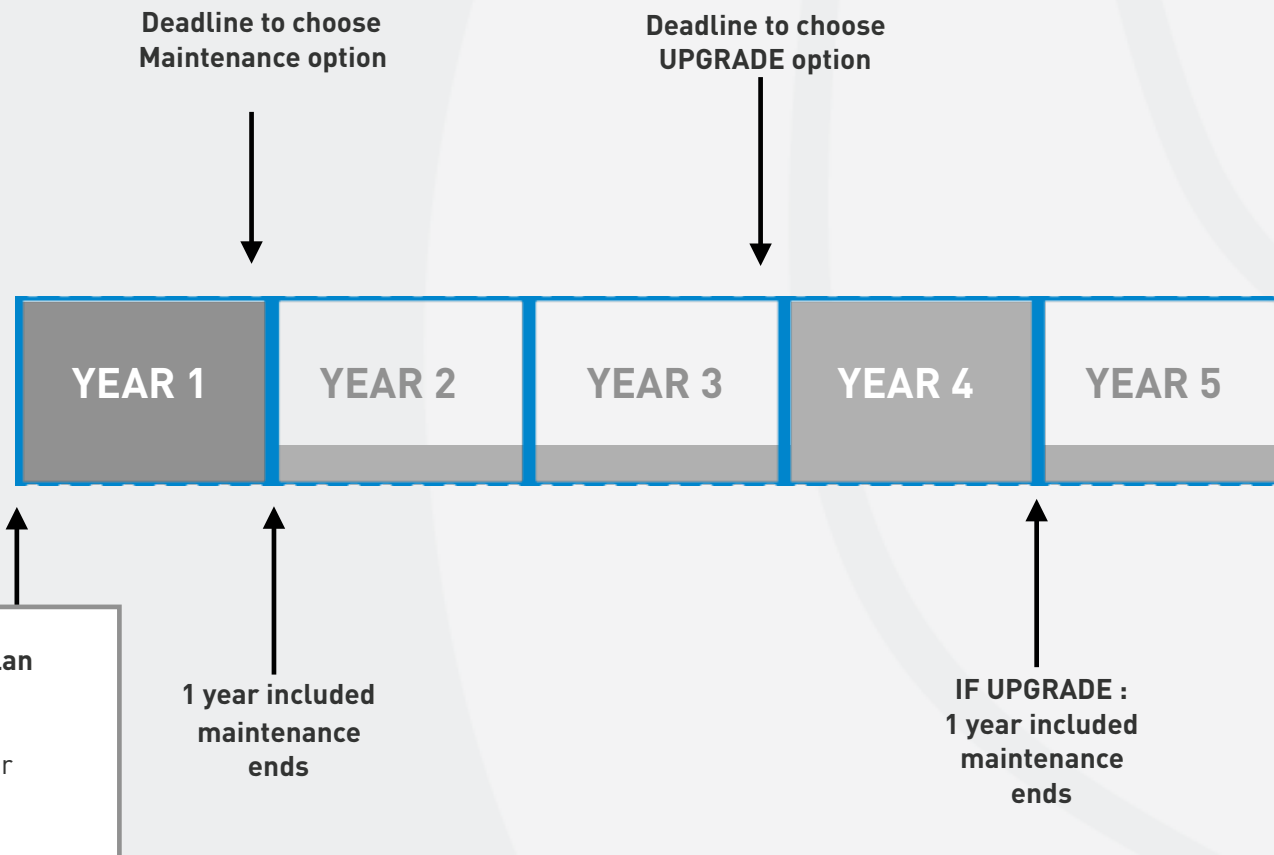 Deadline to choose
Maintenance option
Deadline to choose
UPGRADE option
YEAR 1
YEAR 2
YEAR 3
YEAR 4
YEAR 5
1 year included
maintenance
ends
IF UPGRADE :
1 year included
maintenance
ends